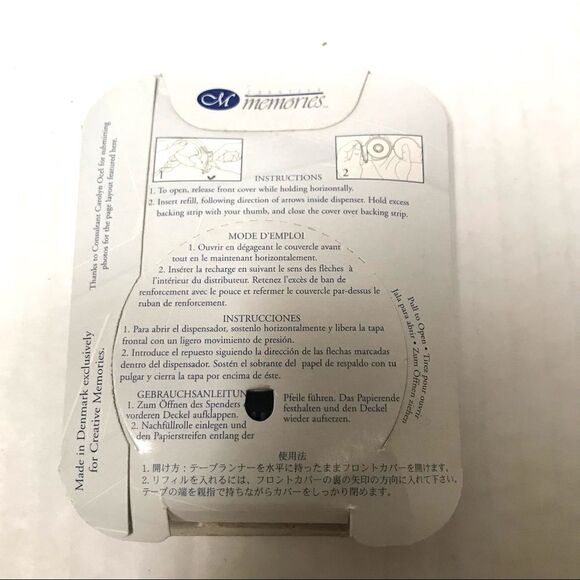 CM
CREATIVE
memories
1
2
INSTRUCTIONS
1. To open, release front cover while holding horizontally.
2. Insert refill, following direction of arrows inside dispenser. Hold excess
backing strip with your thumb, and close the cover over backing strip.
MODE D'EMPLOI
1. Ouvrir en dégageant le couvercle avant
tout en le maintenant horizontalement.
2. Insérer la recharge en suivant le sens des flèches à
l'intérieur du distributeur. Retenez l'excès de ban de
renforcement avec le pouce et refermer le couvercle par-dessus le
ruban de renforcement.
INSTRUCCIONES
1. Para abrir el dispensador, sostenlo horizontalmente y libera la tapa
frontal con un ligero movimiento de presión.
2. Introduce el repuesto siguiendo la dirección de las flechas marcadas
dentro del dispensador. Sostén el sobrante del papel de respaldo con tu
pulgar y cierra la tapa por encima de éste.
GEBRAUCHSANLEITUN
1. Zum Öffnen des Spenders
vorderen Deckel aufklappen.
2. Nachfüllrolle einlegen und
den Papierstreifen entlang der
Pfeile führen. Das Papierende
festhalten und den Deckel
wieder aufsetzen.
使用法
1. 開け方：テープランナーを水平に持ったままフロントカバーを開けます。
2. リフィルを入れるには、フロントカバーの裏の矢印の方向に入れて下さい。
テープの端を親指で持ちながらカバーをしっかり閉めます。
Pull to Open • Tirez pour ouvrir
Jala para abrir • Zum Öffnen ziehen
Thanks to Consultant Carolyn Ozel for submitting
photos for the page layout featured here.
Made in Denmark exclusively
for Creative Memories.